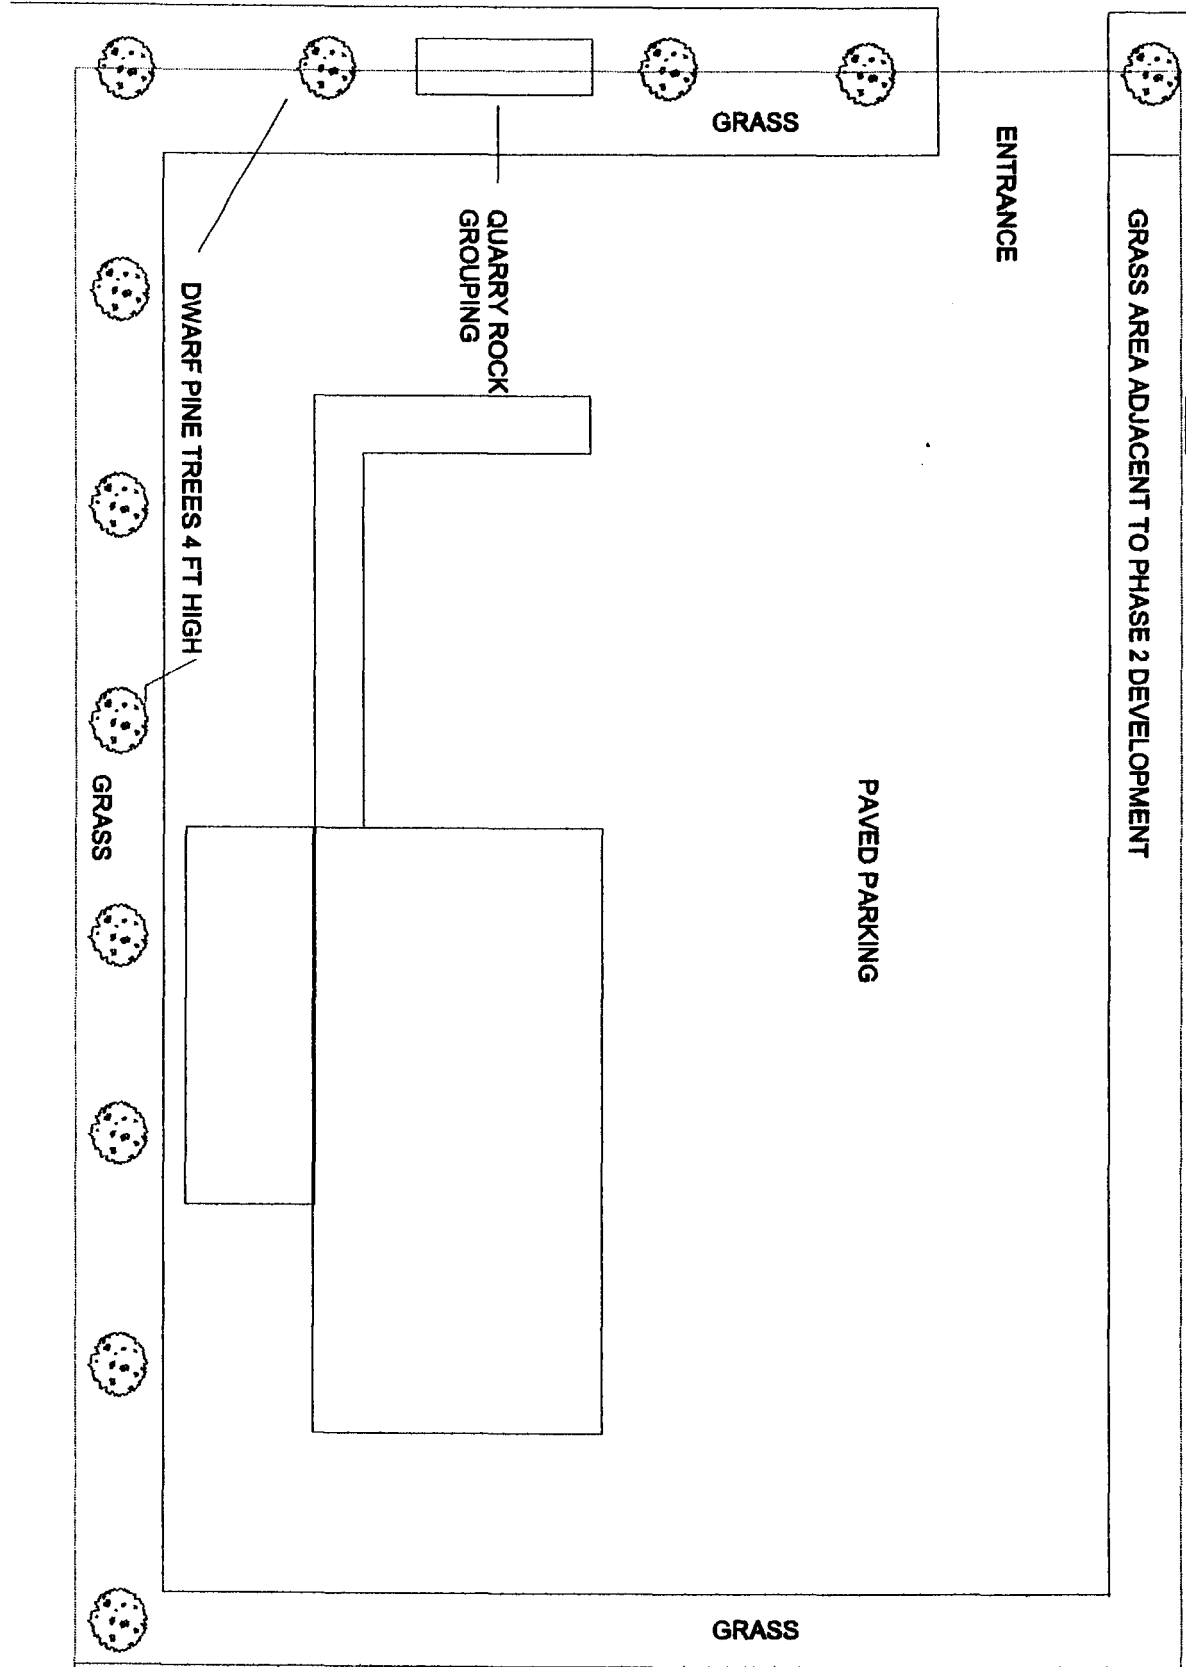 GRASS
ENTRANCE
GRASS AREA ADJACENT TO PHASE 2 DEVELOPMENT
QUARRY ROCK
GROUPING
DWARF PINE TREES 4 FT HIGH
PAVED PARKING
GRASS
GRASS